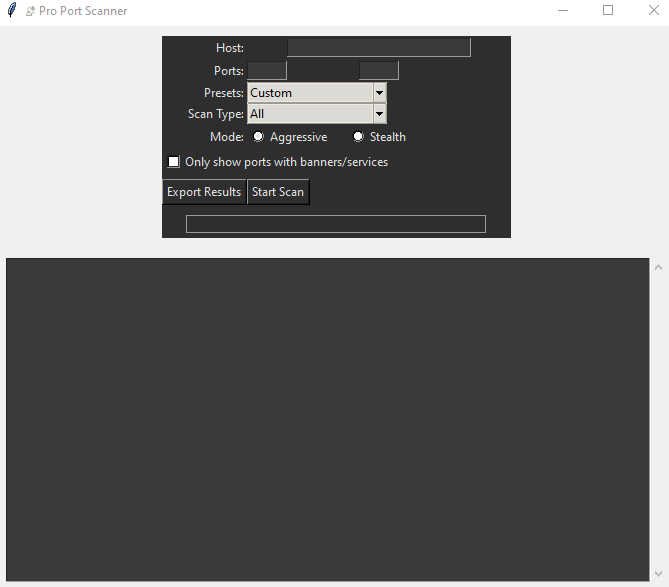 Pro Port Scanner
Host:
Ports:
Presets: Custom
Scan Type: All
Mode: Aggressive Stealth
Only show ports with banners/services
Export Results Start Scan